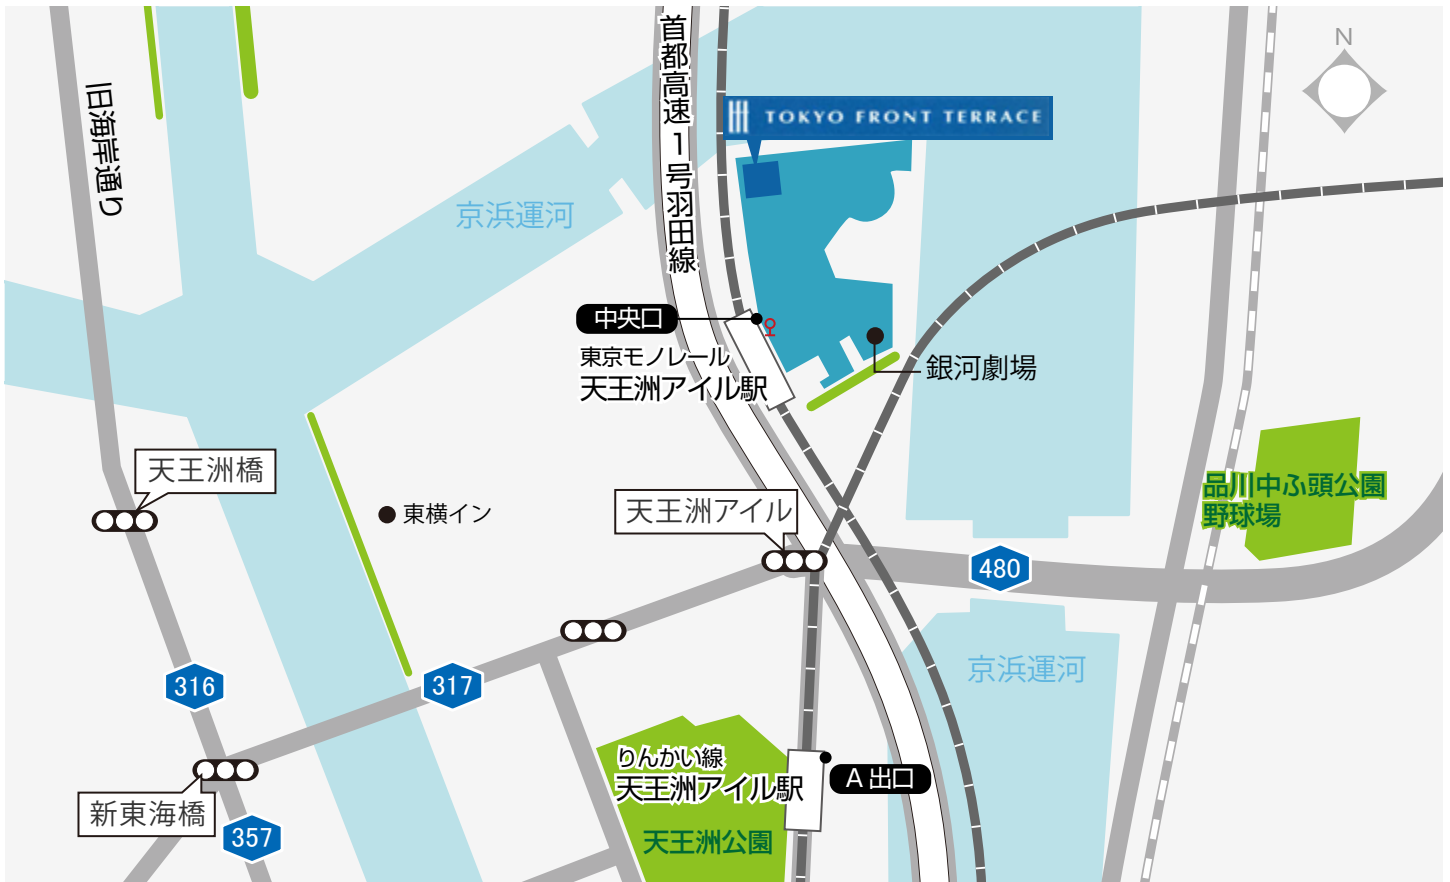 N
首都高速1号羽田線
旧海岸通り
TOKYO FRONT TERRACE
京浜運河
中央口
東京モノレール
天王洲アイル駅
銀河劇場
天王洲橋
東横イン
天王洲アイル
品川中ふ頭公園
野球場
480
316
317
京浜運河
りんかい線
天王洲アイル駅
A 出口
新東海橋
357
天王洲公園